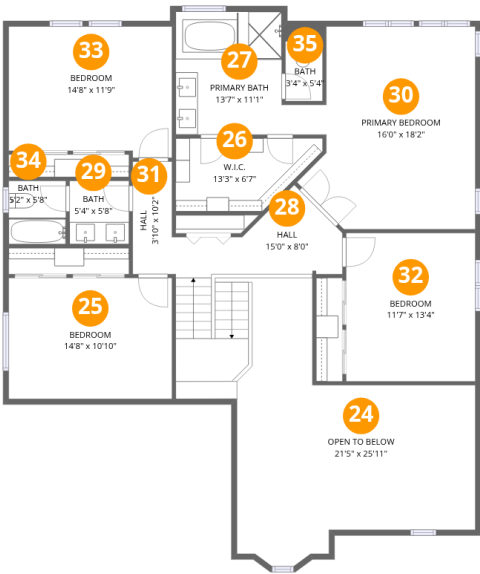 33
BEDROOM
14'8" x 11'9"
27
PRIMARY BATH
13'7" x 11'1"
35
BATH
3'4" x 5'4"
30
PRIMARY BEDROOM
16'0" x 18'2"
26
W.I.C.
13'3" x 6'7"
34
BATH
5'2" x 5'8"
29
BATH
5'4" x 5'8"
31
HALL
3'10" x 10'2"
28
HALL
15'0" x 8'0"
32
BEDROOM
11'7" x 13'4"
25
BEDROOM
14'8" x 10'10"
24
OPEN TO BELOW
21'5" x 25'11"